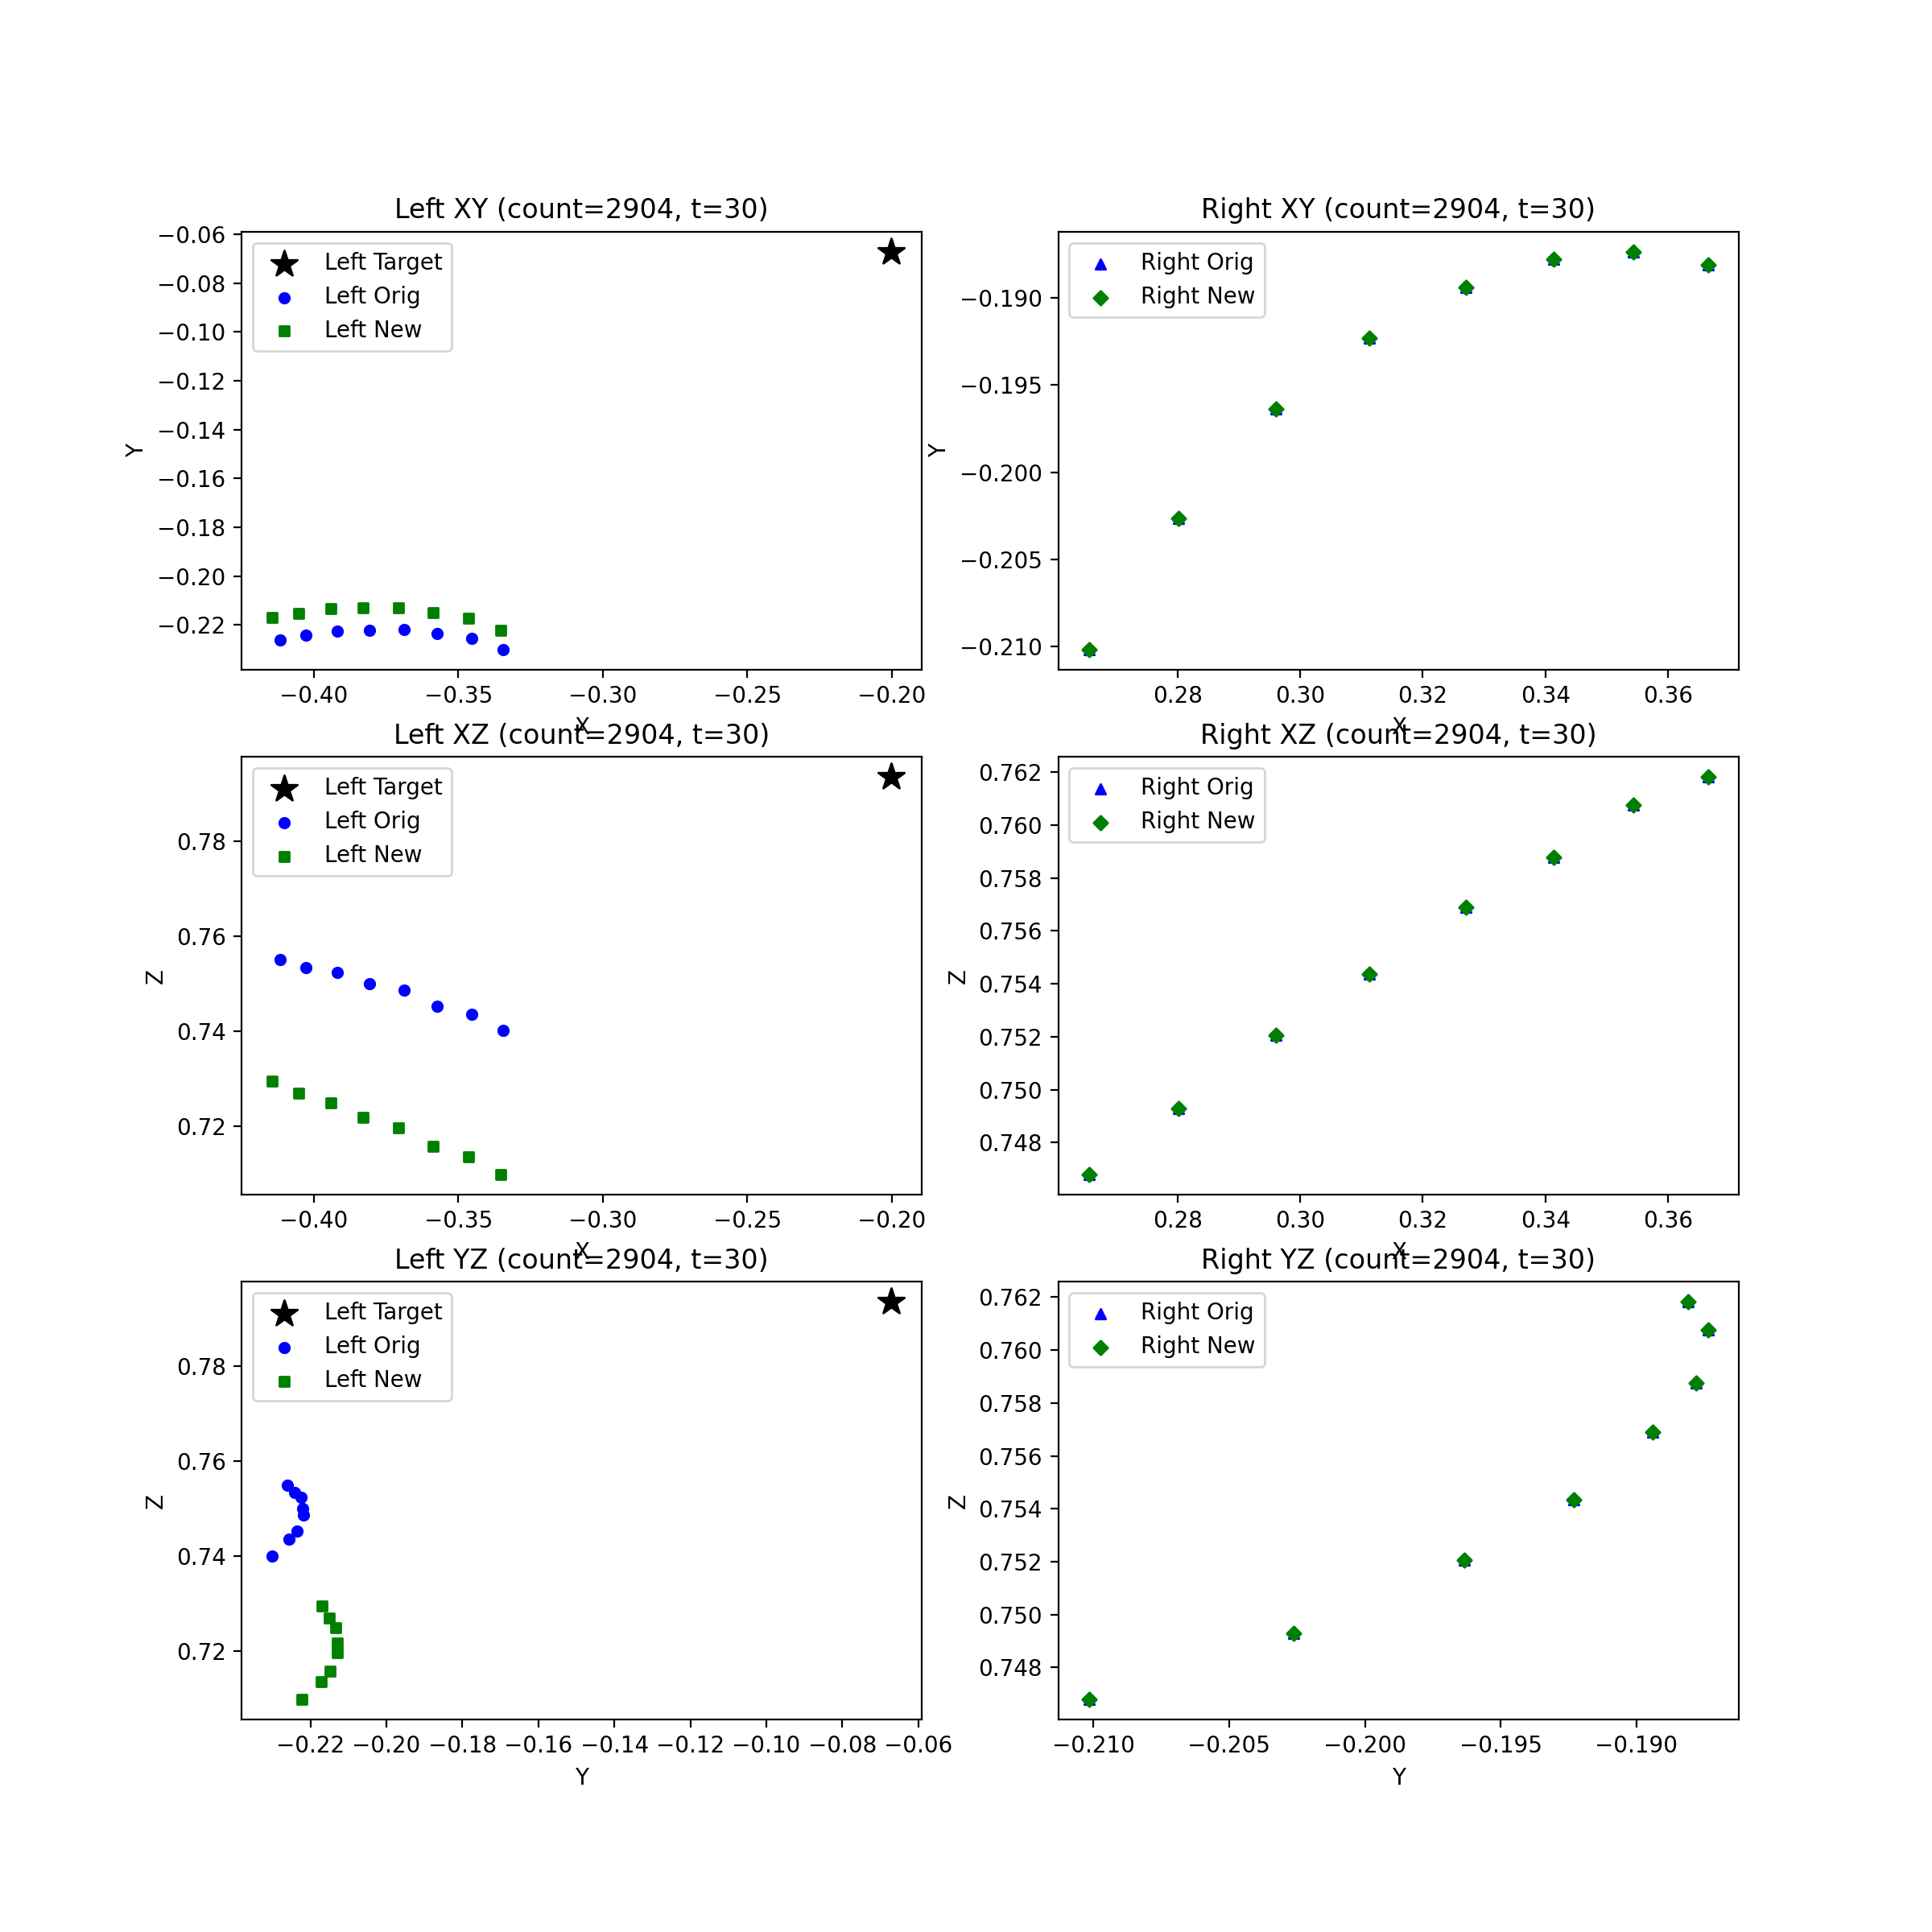 Left XY (count=2904, t=30)
−0.06
−0.08
−0.10
−0.12
−0.14
−0.16
−0.18
−0.20
−0.22
Y
Left Target
Left Orig
Left New
−0.40 −0.35 −0.30 −0.25 −0.20
X
Right XY (count=2904, t=30)
−0.190
−0.195
−0.200
−0.205
−0.210
Y
Right Orig
Right New
0.28 0.30 0.32 0.34 0.36
X
Left XZ (count=2904, t=30)
0.78
0.76
0.74
0.72
Z
Left Target
Left Orig
Left New
−0.40 −0.35 −0.30 −0.25 −0.20
X
Right XZ (count=2904, t=30)
0.762
0.760
0.758
0.756
0.754
0.752
0.750
0.748
Z
Right Orig
Right New
0.28 0.30 0.32 0.34 0.36
X
Left YZ (count=2904, t=30)
0.78
0.76
0.74
0.72
Z
Left Target
Left Orig
Left New
−0.22 −0.20 −0.18 −0.16 −0.14 −0.12 −0.10 −0.08 −0.06
Y
Right YZ (count=2904, t=30)
0.762
0.760
0.758
0.756
0.754
0.752
0.750
0.748
Z
Right Orig
Right New
−0.210 −0.205 −0.200 −0.195 −0.190
Y